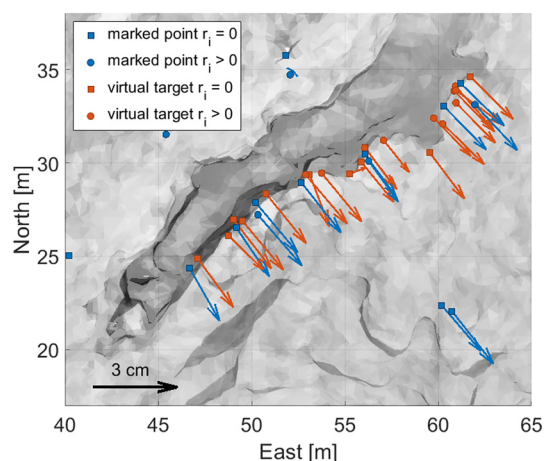 marked point r_i = 0
marked point r_i > 0
virtual target r_i = 0
virtual target r_i > 0
35
30
25
20
North [m]
3 cm
40 45 50 55 60 65
East [m]